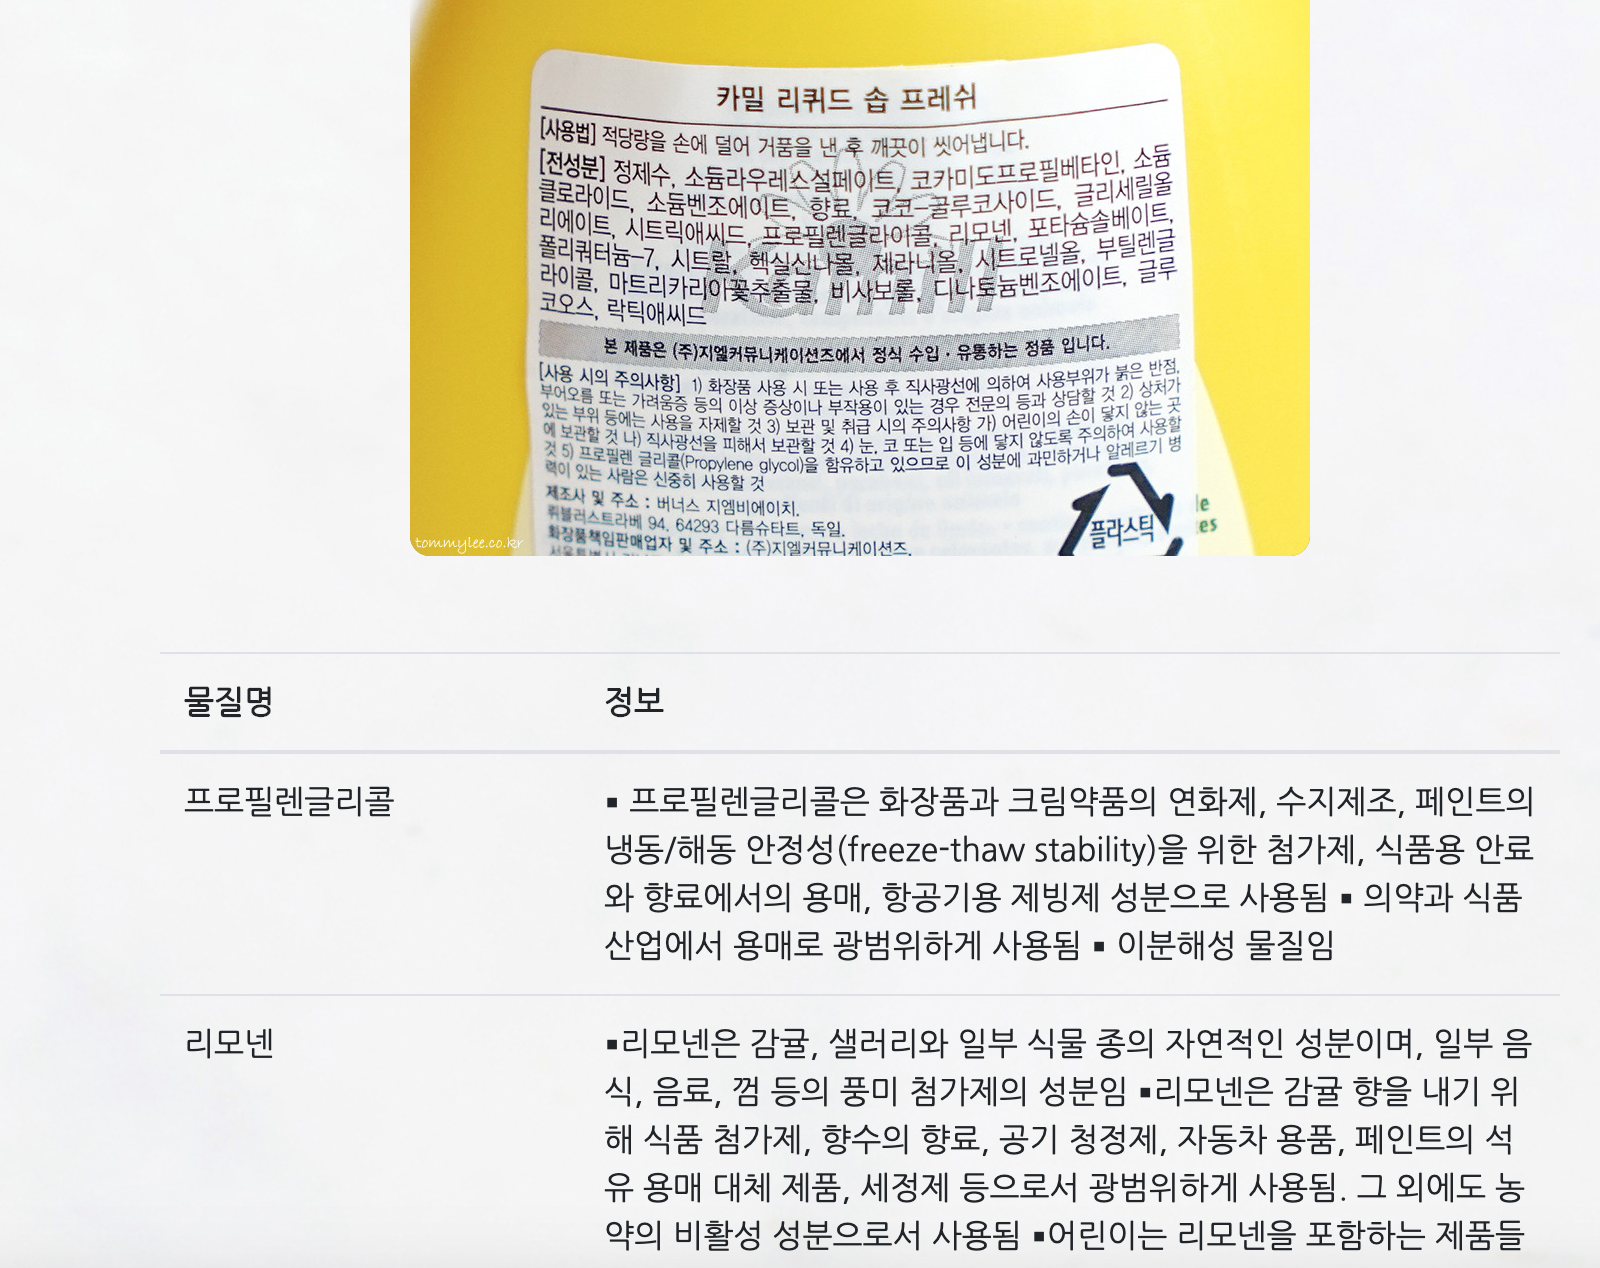 카밀 리퀴드 솝 프레쉬
[사용법] 적당량을 손에 덜어 거품을 낸 후 깨끗이 씻어냅니다.
[전성분] 정제수, 소듐라우레스설페이트, 코카미도프로필베타인, 소듐
클로라이드, 소듐벤조에이트, 향료, 코코-글루코사이드, 글리세릴올
리에이트, 시트릭애씨드, 프로필렌글라이콜, 리모넨, 포타슘솔베이트,
폴리쿼터늄-7, 시트랄, 헥실신나몰, 제라니올, 시트로넬올, 부틸렌글
라이콜, 마트리카리아꽃추출물, 비사보롤, 디나토늄벤조에이트, 글루
코오스, 락틱애씨드
Kamill
본 제품은 (주)지엘커뮤니케이션즈에서 정식 수입 · 유통하는 정품 입니다.
[사용 시의 주의사항] 1) 화장품 사용 시 또는 사용 후 직사광선에 의하여 사용부위가 붉은 반점,
부어오름 또는 가려움증 등의 이상 증상이나 부작용이 있는 경우 전문의 등과 상담할 것 2) 상처가
있는 부위 등에는 사용을 자제할 것 3) 보관 및 취급 시의 주의사항 가) 어린이의 손이 닿지 않는 곳
에 보관할 것 나) 직사광선을 피해서 보관할 것 4) 눈, 코 또는 입 등에 닿지 않도록 주의하여 사용할
것 5) 프로필렌 글리콜(Propylene glycol)을 함유하고 있으므로 이 성분에 과민하거나 알레르기 병
력이 있는 사람은 신중히 사용할 것
제조사 및 주소 : 버너스 지엠비에이치.
뤼블러스트라베 94, 64293 다름슈타트, 독일.
화장품책임판매업자 및 주소 : (주)지엘커뮤니케이션즈.
플라스틱
tommylee.co.kr
물질명 정보
프로필렌글리콜 ▪ 프로필렌글리콜은 화장품과 크림약품의 연화제, 수지제조, 페인트의
냉동/해동 안정성(freeze-thaw stability)을 위한 첨가제, 식품용 안료
와 향료에서의 용매, 항공기용 제빙제 성분으로 사용됨 ▪ 의약과 식품
산업에서 용매로 광범위하게 사용됨 ▪ 이분해성 물질임
리모넨 ▪리모넨은 감귤, 샐러리와 일부 식물 종의 자연적인 성분이며, 일부 음
식, 음료, 껌 등의 풍미 첨가제의 성분임 ▪리모넨은 감귤 향을 내기 위
해 식품 첨가제, 향수의 향료, 공기 청정제, 자동차 용품, 페인트의 석
유 용매 대체 제품, 세정제 등으로서 광범위하게 사용됨. 그 외에도 농
약의 비활성 성분으로서 사용됨 ▪어린이는 리모넨을 포함하는 제품들